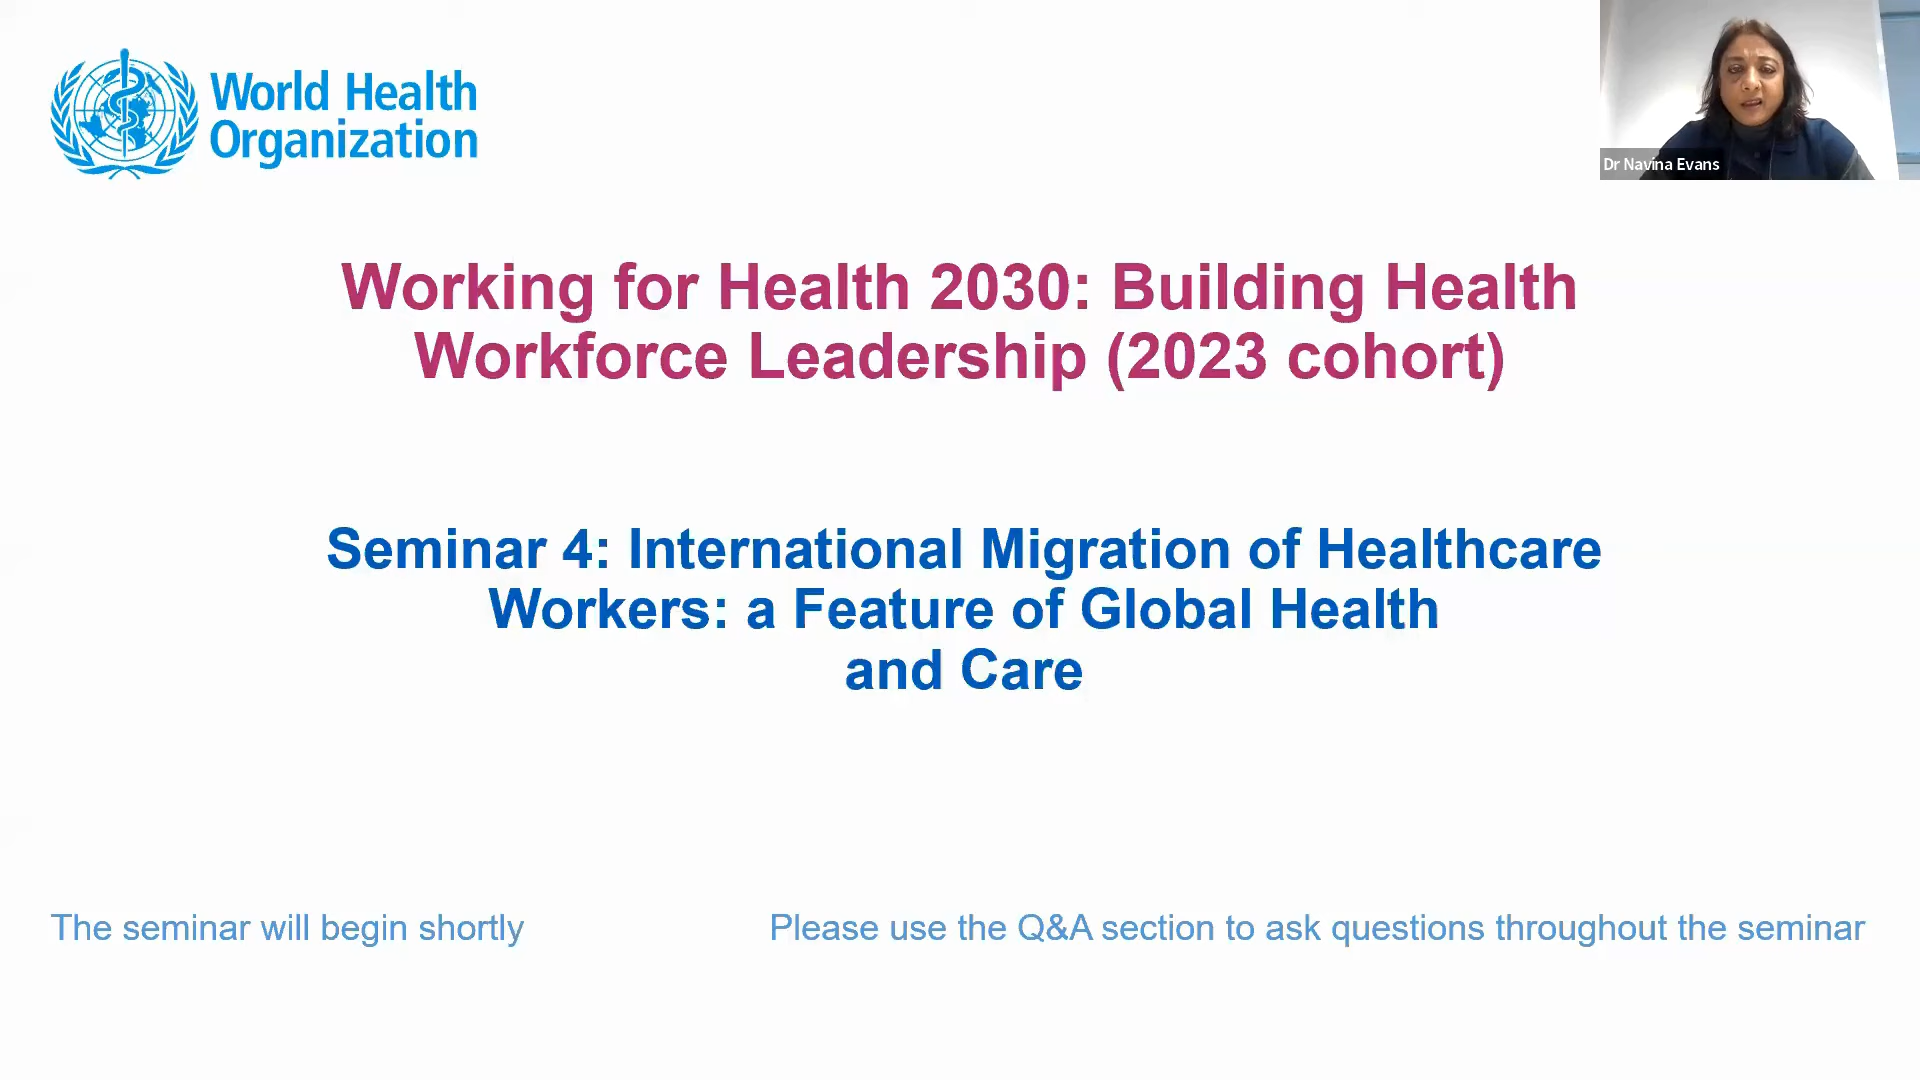 World Health
Organization
Dr Navina Evans
Working for Health 2030: Building Health
Workforce Leadership (2023 cohort)
Seminar 4: International Migration of Healthcare
Workers: a Feature of Global Health
and Care
The seminar will begin shortly
Please use the Q&A section to ask questions throughout the seminar